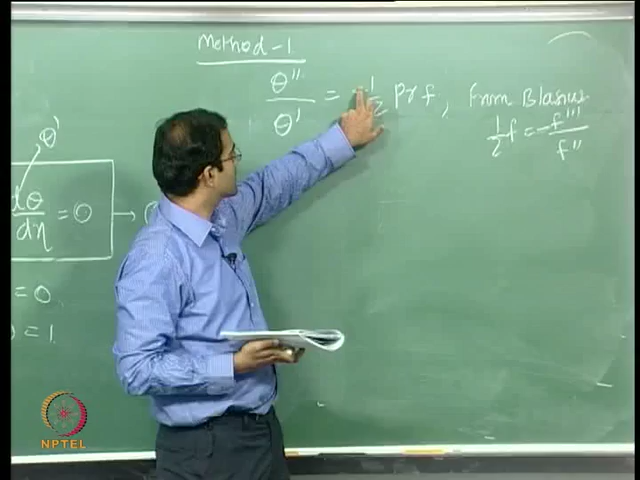 Method-1
θ''/θ' = -1/2 Pr f, From Blasius
1/2 f = -f'''/f''
θ'
dθ/dη = 0
= 0
) = 1
NPTEL